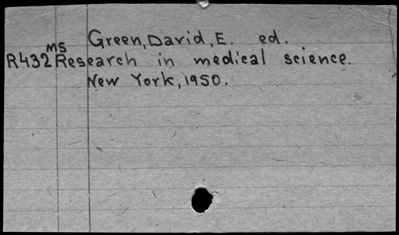 Green, David, E. ed.
MS
R432 Research in medical science.
New York, 1950.